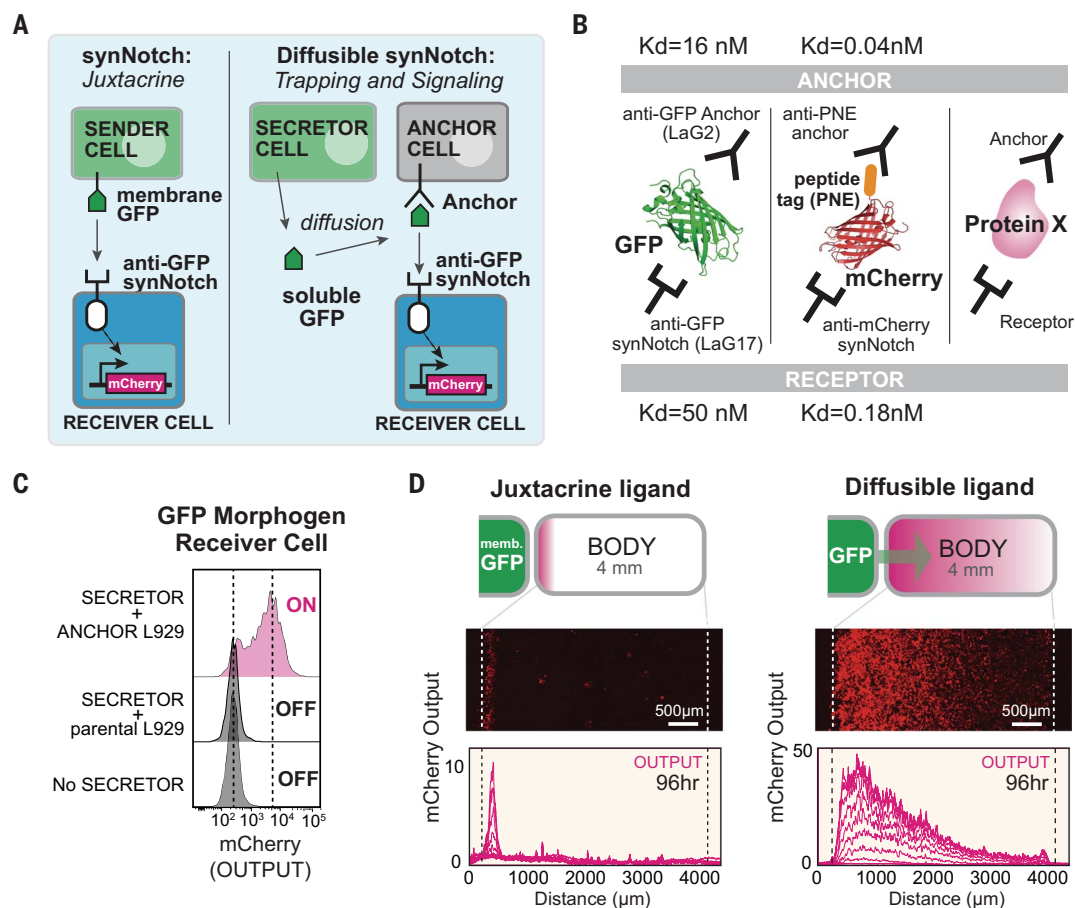 A
synNotch:
Juxtacrine
SENDER
CELL
membrane
GFP
anti-GFP
synNotch
mCherry
RECEIVER CELL
Diffusible synNotch:
Trapping and Signaling
SECRETOR
CELL
ANCHOR
CELL
Anchor
diffusion
soluble
GFP
anti-GFP
synNotch
mCherry
RECEIVER CELL
B
Kd=16 nM Kd=0.04nM
ANCHOR
anti-GFP Anchor
(LaG2)
GFP
anti-GFP
synNotch (LaG17)
anti-PNE
anchor
peptide
tag (PNE)
mCherry
anti-mCherry
synNotch
Anchor
Protein X
Receptor
RECEPTOR
Kd=50 nM Kd=0.18nM
C
GFP Morphogen
Receiver Cell
SECRETOR
+
ANCHOR L929
ON
SECRETOR
+
parental L929
OFF
No SECRETOR
OFF
10² 10³ 10⁴ 10⁵
mCherry
(OUTPUT)
D
Juxtacrine ligand
memb.
GFP
BODY
4 mm
500µm
mCherry Output
10
0
OUTPUT
96hr
0 1000 2000 3000 4000
Distance (µm)
Diffusible ligand
GFP
BODY
4 mm
500µm
mCherry Output
50
0
OUTPUT
96hr
0 1000 2000 3000 4000
Distance (µm)